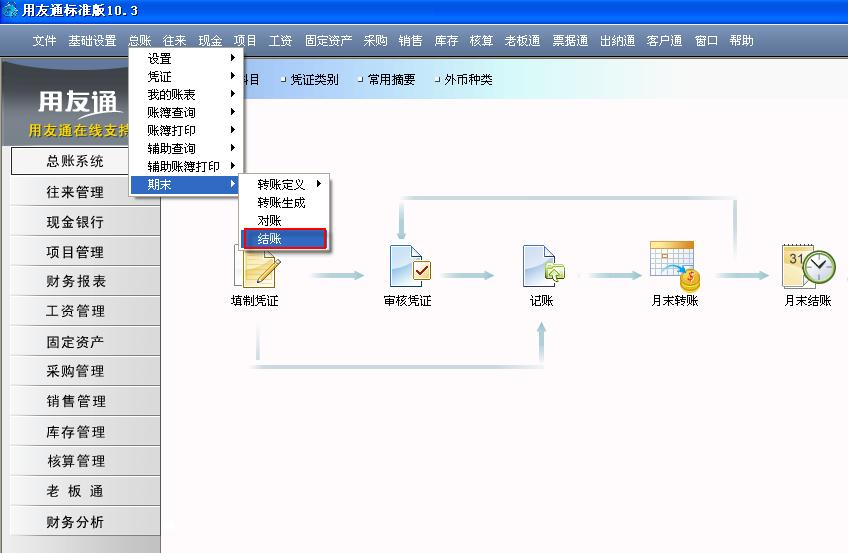 用友通标准版10.3
文件 基础设置 总账 往来 现金 项目 工资 固定资产 采购 销售 库存 核算 老板通 票据通 出纳通 客户通 窗口 帮助
设置
凭证
我的账表
账簿查询
账簿打印
辅助查询
辅助账簿打印
期末
转账定义
转账生成
对账
结账
科目 凭证类别 常用摘要 外币种类
用友通
用友通在线支持
总账系统
往来管理
现金银行
项目管理
财务报表
工资管理
固定资产
采购管理
销售管理
库存管理
核算管理
老板通
财务分析
31
填制凭证 审核凭证 记账 月末转账 月末结账